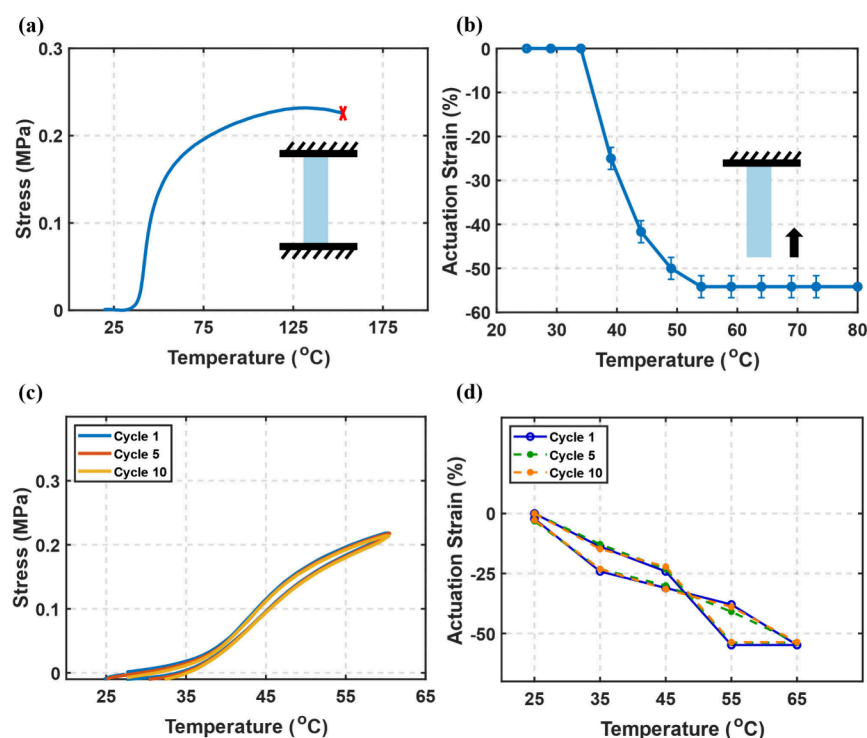 (a)
0.3
0.2
0.1
0
Stress (MPa)
25
75
125
175
Temperature (°C)
(b)
0
-10
-20
-30
-40
-50
-60
Actuation Strain (%)
20
30
40
50
60
70
80
Temperature (°C)
(c)
Cycle 1
Cycle 5
Cycle 10
0.4
0.3
0.2
0.1
0
Stress (MPa)
15
25
35
45
55
65
Temperature (°C)
(d)
Cycle 1
Cycle 5
Cycle 10
0
-25
-50
Actuation Strain (%)
25
35
45
55
65
Temperature (°C)